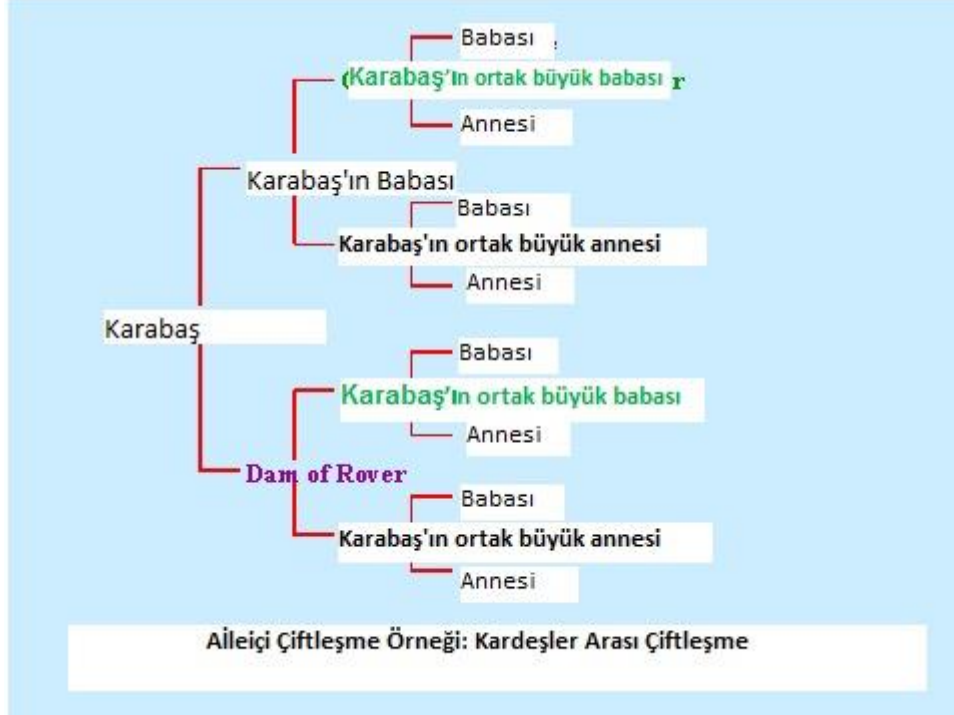 Babası
Karabaş'ın ortak büyük babası r
Annesi
Karabaş'ın Babası
Babası
Karabaş'ın ortak büyük annesi
Annesi
Karabaş
Babası
Karabaş'ın ortak büyük babası
Annesi
Dam of Rover
Babası
Karabaş'ın ortak büyük annesi
Annesi
Aileiçi Çiftleşme Örneği: Kardeşler Arası Çiftleşme